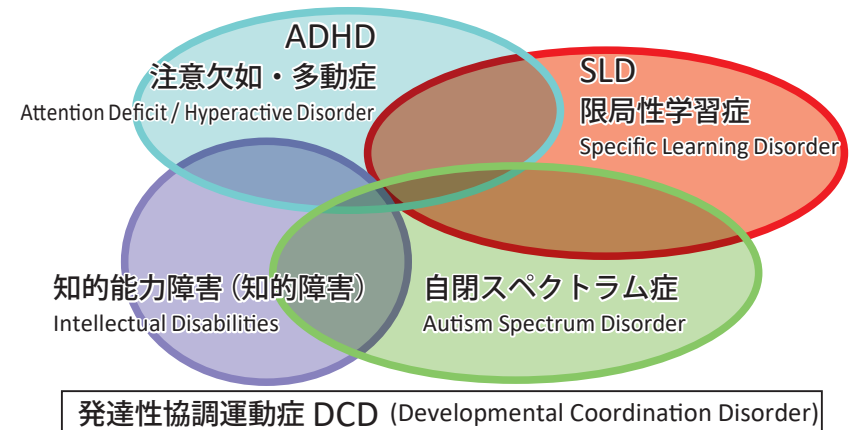 ADHD
注意欠如・多動症
Attention Deficit / Hyperactive Disorder
SLD
限局性学習症
Specific Learning Disorder
知的能力障害（知的障害）
Intellectual Disabilities
自閉スペクトラム症
Autism Spectrum Disorder
発達性協調運動症 DCD (Developmental Coordination Disorder)